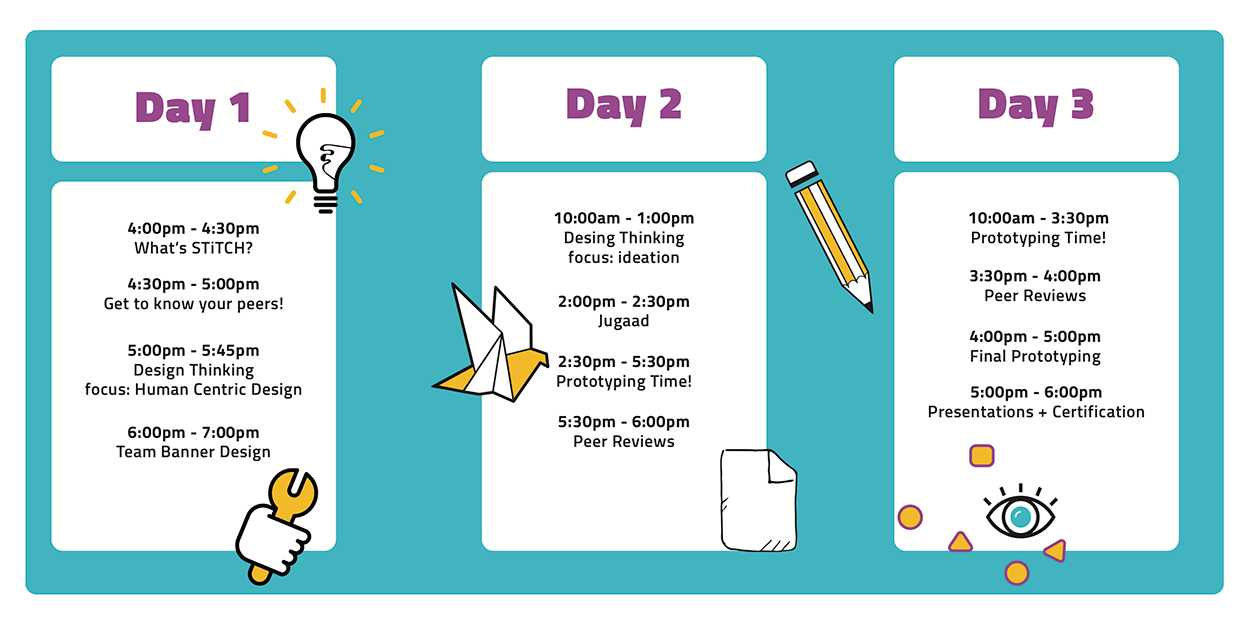 Day 1
4:00pm - 4:30pm
What's STiTCH?
4:30pm - 5:00pm
Get to know your peers!
5:00pm - 5:45pm
Design Thinking
focus: Human Centric Design
6:00pm - 7:00pm
Team Banner Design
Day 2
10:00am - 1:00pm
Desing Thinking
focus: ideation
2:00pm - 2:30pm
Jugaad
2:30pm - 5:30pm
Prototyping Time!
5:30pm - 6:00pm
Peer Reviews
Day 3
10:00am - 3:30pm
Prototyping Time!
3:30pm - 4:00pm
Peer Reviews
4:00pm - 5:00pm
Final Prototyping
5:00pm - 6:00pm
Presentations + Certification